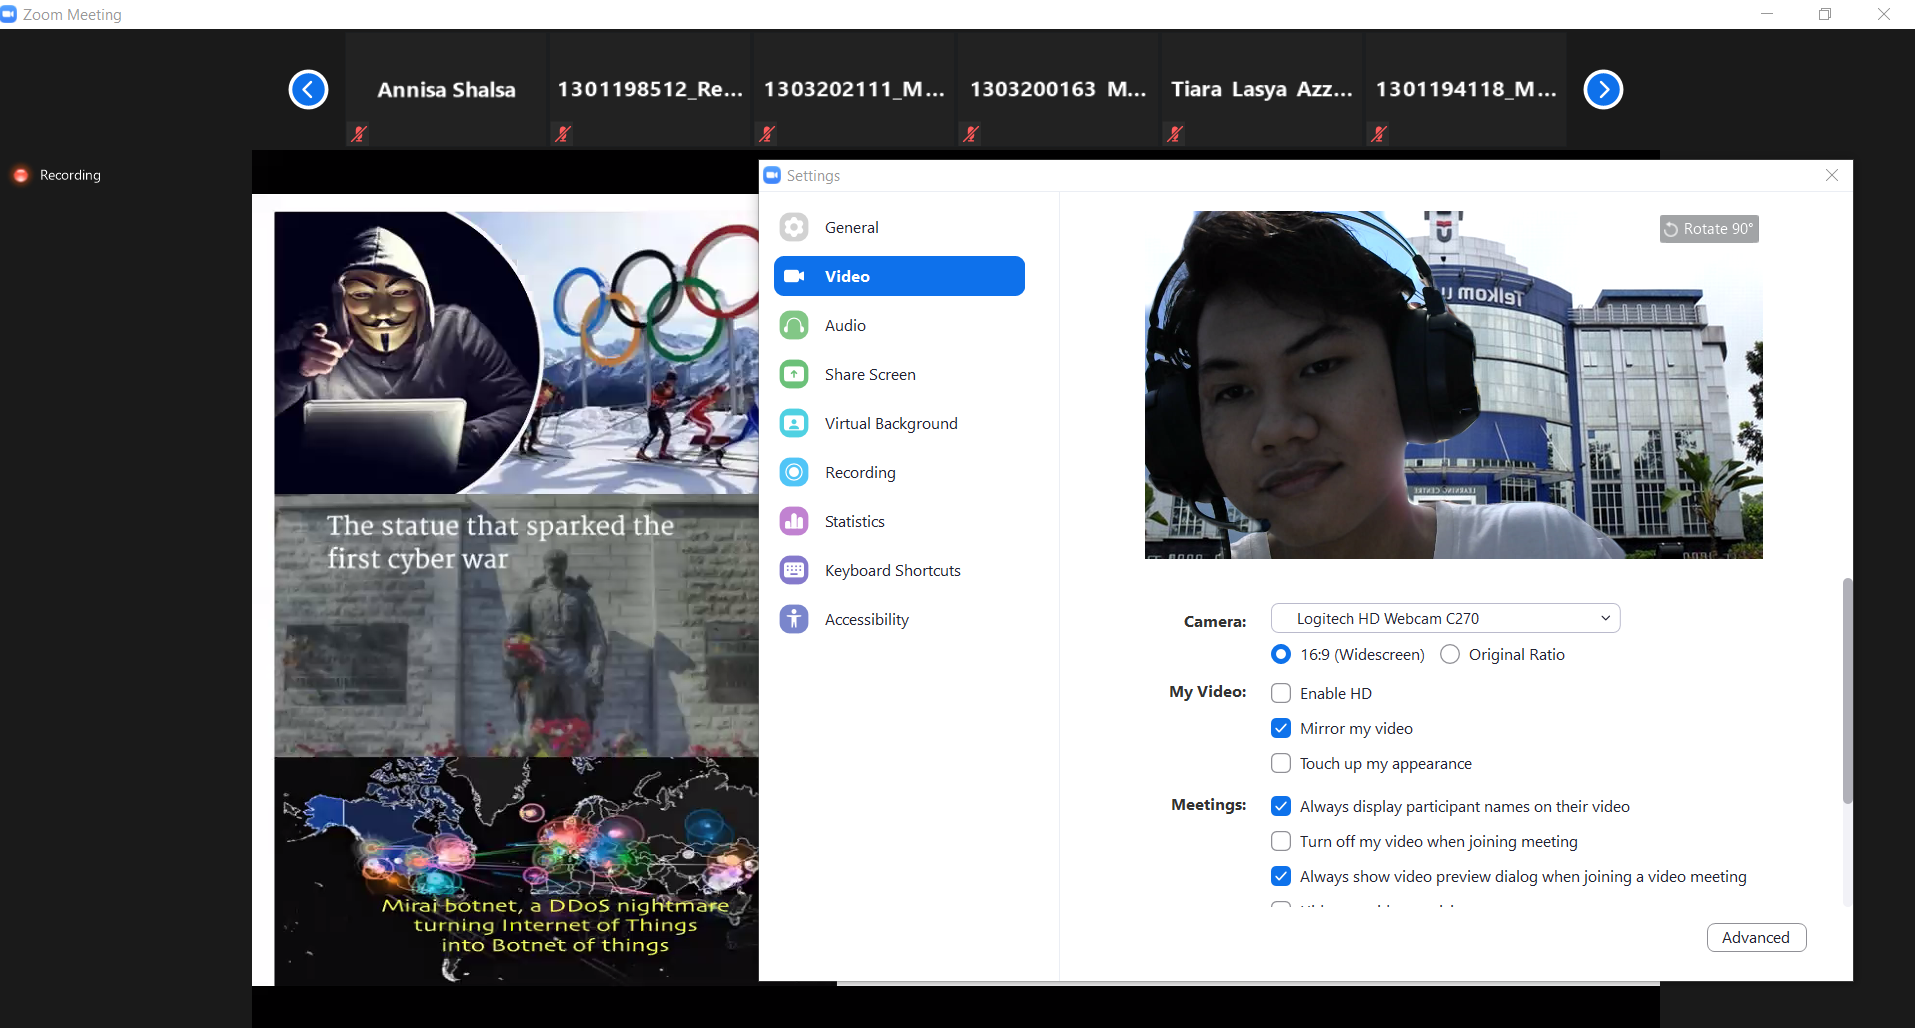 Zoom Meeting
Annisa Shalsa
1301198512_Re...
1303202111_M...
1303200163 M...
Tiara Lasya Azz...
1301194118_M...
Recording
Settings
General
Video
Audio
Share Screen
Virtual Background
Recording
Statistics
Keyboard Shortcuts
Accessibility
Rotate 90°
Telkom U
LEARNING CENTRE
The statue that sparked the
first cyber war
Mirai botnet, a DDoS nightmare
turning Internet of Things
into Botnet of things
Camera:
Logitech HD Webcam C270
16:9 (Widescreen)
Original Ratio
My Video:
Enable HD
Mirror my video
Touch up my appearance
Meetings:
Always display participant names on their video
Turn off my video when joining meeting
Always show video preview dialog when joining a video meeting
Advanced